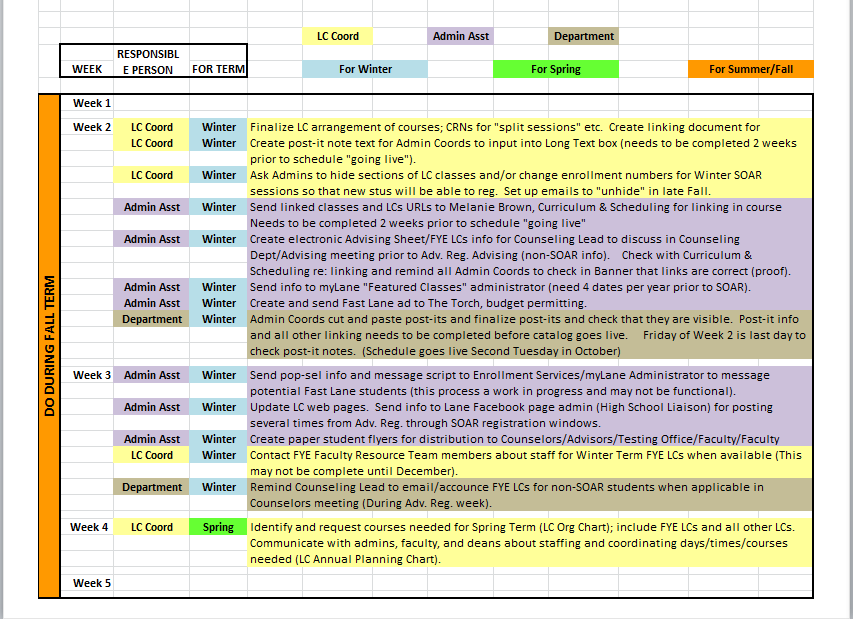 LC Coord Admin Asst Department
RESPONSIBL
WEEK E PERSON FOR TERM For Winter For Spring For Summer/Fall
DO DURING FALL TERM
Week 1
Week 2 LC Coord Winter Finalize LC arrangement of courses; CRNs for "split sessions" etc. Create linking document for
LC Coord Winter Create post-it note text for Admin Coords to input into Long Text box (needs to be completed 2 weeks
prior to schedule "going live").
LC Coord Winter Ask Admins to hide sections of LC classes and/or change enrollment numbers for Winter SOAR
sessions so that new stus will be able to reg. Set up emails to "unhide" in late Fall.
Admin Asst Winter Send linked classes and LCs URLs to Melanie Brown, Curriculum & Scheduling for linking in course
Needs to be completed 2 weeks prior to schedule "going live"
Admin Asst Winter Create electronic Advising Sheet/FYE LCs info for Counseling Lead to discuss in Counseling
Dept/Advising meeting prior to Adv. Reg. Advising (non-SOAR info). Check with Curriculum &
Scheduling re: linking and remind all Admin Coords to check in Banner that links are correct (proof).
Admin Asst Winter Send info to myLane "Featured Classes" administrator (need 4 dates per year prior to SOAR).
Admin Asst Winter Create and send Fast Lane ad to The Torch, budget permitting.
Department Winter Admin Coords cut and paste post-its and finalize post-its and check that they are visible. Post-it info
and all other linking needs to be completed before catalog goes live. Friday of Week 2 is last day to
check post-it notes. (Schedule goes live Second Tuesday in October)
Week 3 Admin Asst Winter Send pop-sel info and message script to Enrollment Services/myLane Administrator to message
potential Fast Lane students (this process a work in progress and may not be functional).
Admin Asst Winter Update LC web pages. Send info to Lane Facebook page admin (High School Liaison) for posting
several times from Adv. Reg. through SOAR registration windows.
Admin Asst Winter Create paper student flyers for distribution to Counselors/Advisors/Testing Office/Faculty/Faculty
LC Coord Winter Contact FYE Faculty Resource Team members about staff for Winter Term FYE LCs when available (This
may not be complete until December).
Department Winter Remind Counseling Lead to email/accounce FYE LCs for non-SOAR students when applicable in
Counselors meeting (During Adv. Reg. week).
Week 4 LC Coord Spring Identify and request courses needed for Spring Term (LC Org Chart); include FYE LCs and all other LCs.
Communicate with admins, faculty, and deans about staffing and coordinating days/times/courses
needed (LC Annual Planning Chart).
Week 5